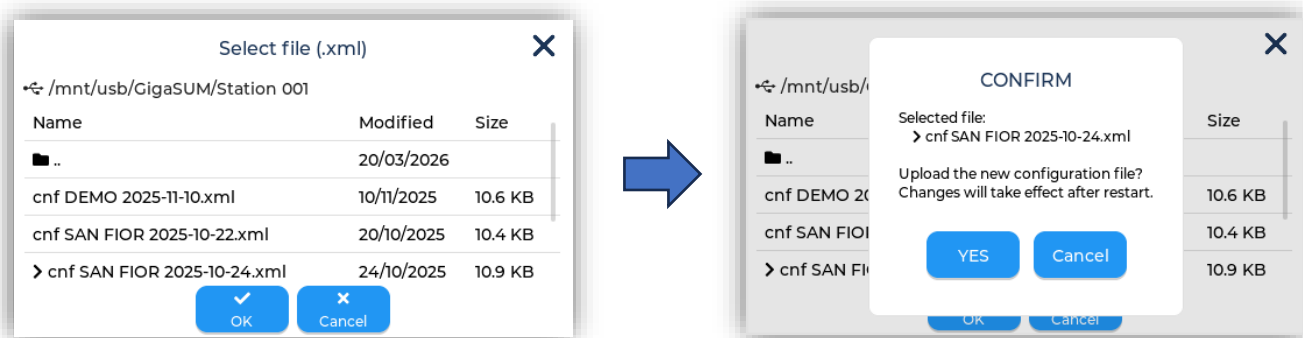 Select file (.xml)
/mnt/usb/GigaSUM/Station 001
Name Modified Size
.. 20/03/2026
cnf DEMO 2025-11-10.xml 10/11/2025 10.6 KB
cnf SAN FIOR 2025-10-22.xml 20/10/2025 10.4 KB
cnf SAN FIOR 2025-10-24.xml 24/10/2025 10.9 KB
OK Cancel
/mnt/usb/
Name Size
..
cnf DEMO 20 10.6 KB
cnf SAN FIOR 10.4 KB
cnf SAN FI 10.9 KB
OK Cancel
CONFIRM
Selected file:
cnf SAN FIOR 2025-10-24.xml
Upload the new configuration file?
Changes will take effect after restart.
YES Cancel